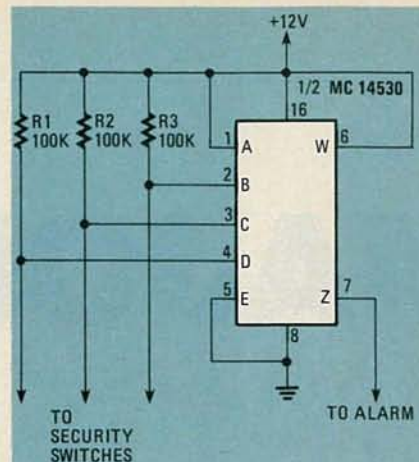 +12V
1/2 MC 14530
16
R1
100K
R2
100K
R3
100K
1
A
W
6
2
B
3
C
4
D
5
E
Z
7
8
TO
SECURITY
SWITCHES
TO ALARM